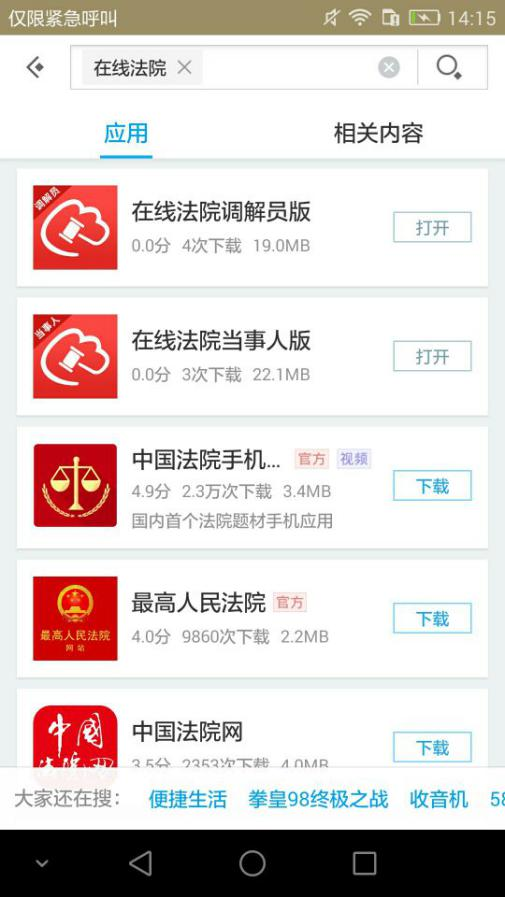 仅限紧急呼叫 14:15
在线法院
应用 相关内容
调解员
在线法院调解员版
0.0分 4次下载 19.0MB
打开
当事人
在线法院当事人版
0.0分 3次下载 22.1MB
打开
中国法院手机... 官方 视频
4.9分 2.3万次下载 3.4MB
国内首个法院题材手机应用
下载
最高人民法院
网 站
最高人民法院 官方
4.0分 9860次下载 2.2MB
下载
中国
法院网
中国法院网
3.5分 2353次下载 4.0MB
下载
大家还在搜： 便捷生活 拳皇98终极之战 收音机 58